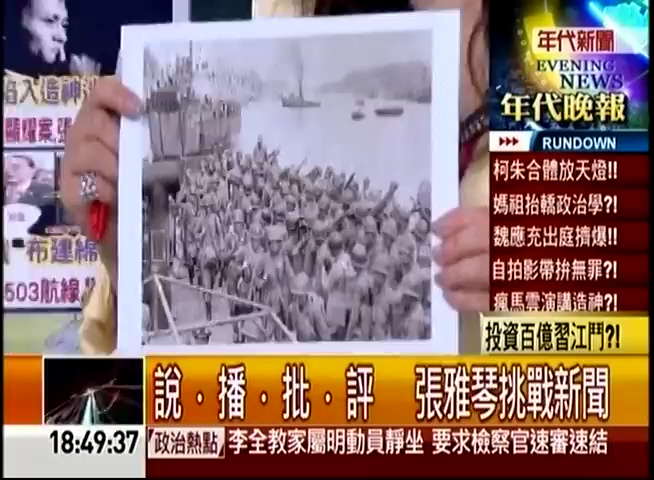 年代新聞
EVENING
NEWS
年代晚報
RUNDOWN
柯朱合體放天燈!!
媽祖抬轎政治學?!
魏應充出庭擠爆!!
自拍影帶拚無罪?!
瘋馬雲演講造神?!
投資百億習江鬥?!
說‧播‧批‧評 張雅琴挑戰新聞
18:49:37
政治熱點
李全教家屬明動員靜坐 要求檢察官速審速結
入造神
顯耀案
布建綿
503航線